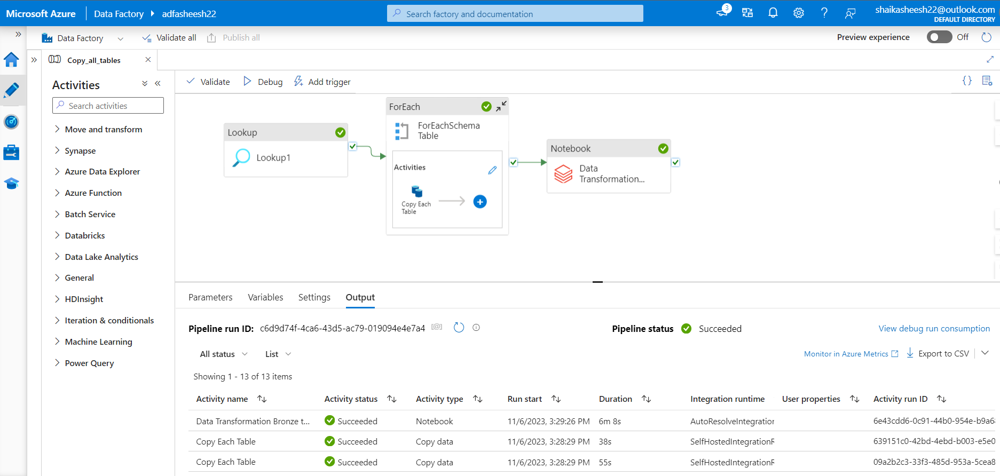 Microsoft Azure
Data Factory
adfasheesh22
Search factory and documentation
3
shaikasheesh22@outlook.com
DEFAULT DIRECTORY
Data Factory
Validate all
Publish all
Preview experience
Off
Copy_all_tables
Activities
Search activities
Move and transform
Synapse
Azure Data Explorer
Azure Function
Batch Service
Databricks
Data Lake Analytics
General
HDInsight
Iteration & conditionals
Machine Learning
Power Query
Validate
Debug
Add trigger
{}
Lookup
Lookup1
ForEach
ForEachSchema
Table
Activities
Copy Each
Table
Notebook
Data
Transformation...
Parameters
Variables
Settings
Output
Pipeline run ID: c6d9d74f-4ca6-43d5-ac79-019094e4e7a4 [@]
Pipeline status
Succeeded
View debug run consumption
All status
List
Monitor in Azure Metrics
Export to CSV
Showing 1 - 13 of 13 items
Activity name Activity status Activity type Run start Duration Integration runtime User properties Activity run ID
Data Transformation Bronze t... Succeeded Notebook 11/6/2023, 3:29:26 PM 6m 8s AutoResolveIntegration 6e43cdd6-0c91-44b0-954e-b9a68
Copy Each Table Succeeded Copy data 11/6/2023, 3:28:29 PM 38s SelfHostedIntegrationR 639151c0-42bd-4ebd-b003-e5e0
Copy Each Table Succeeded Copy data 11/6/2023, 3:28:29 PM 55s SelfHostedIntegrationR 09a2b2c3-33f3-485d-953a-5cea8